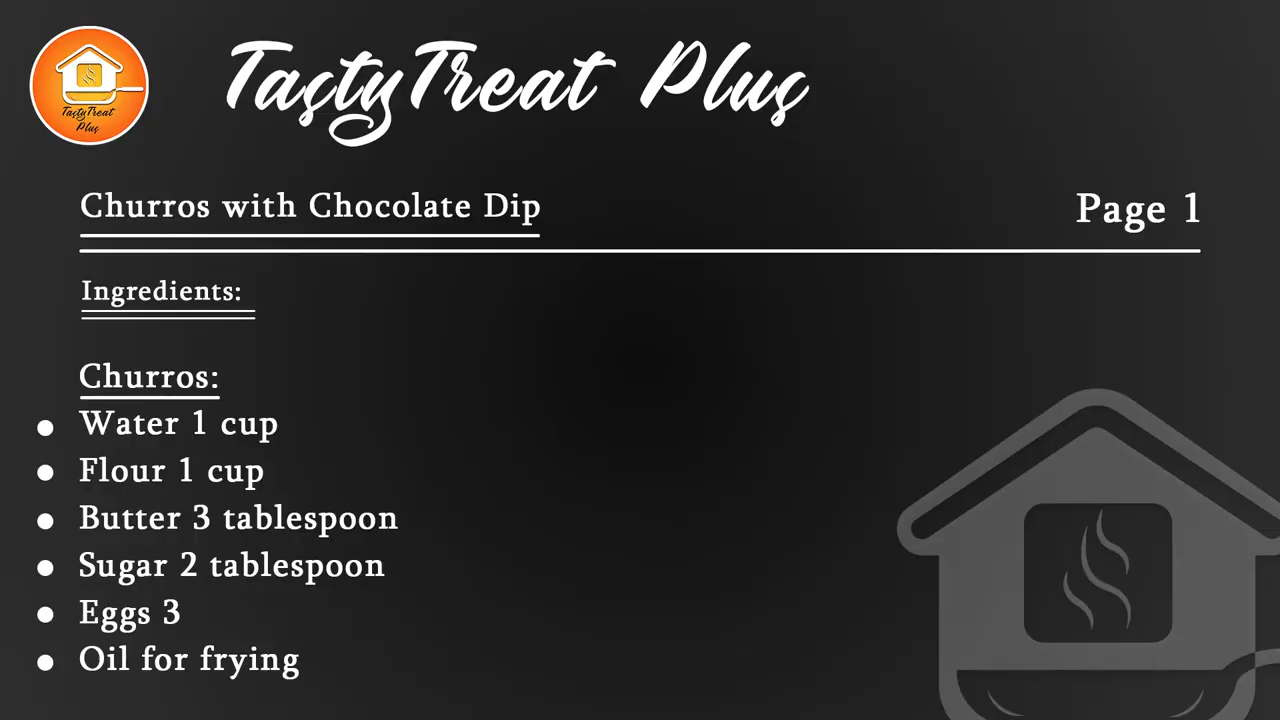 TastyTreat Plus
TastyTreat
Plus
Churros with Chocolate Dip
Page 1
Ingredients:
Churros:
Water 1 cup
Flour 1 cup
Butter 3 tablespoon
Sugar 2 tablespoon
Eggs 3
Oil for frying